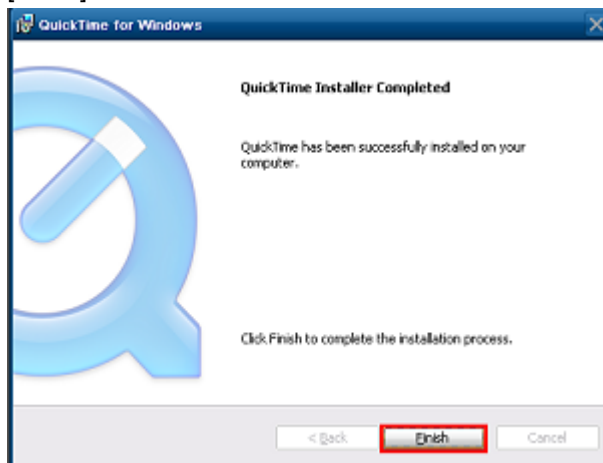 QuickTime for Windows
QuickTime Installer Completed
QuickTime has been successfully installed on your
computer.
Click Finish to complete the installation process.
< Back
Finish
Cancel